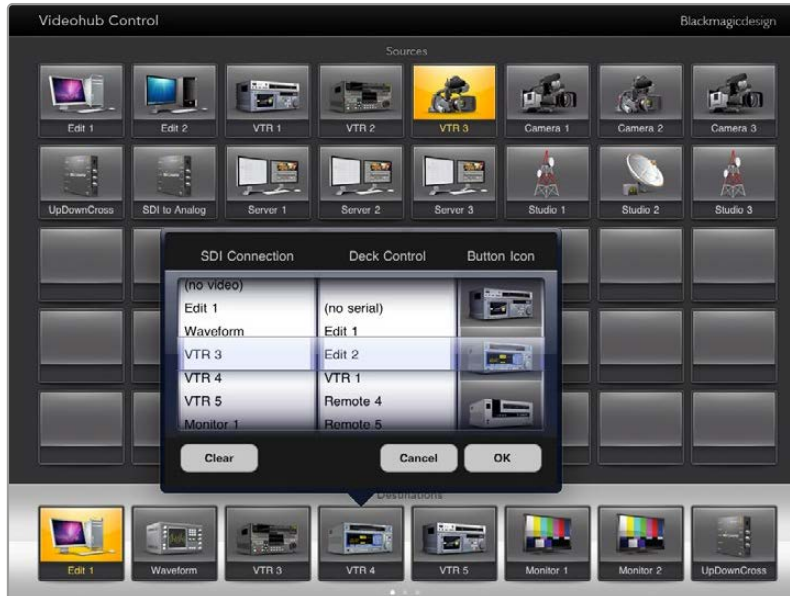 Videohub Control
Blackmagicdesign
Sources
Edit 1
Edit 2
VTR 1
VTR 2
VTR 3
Camera 1
Camera 2
Camera 3
UpDownCross
SDI to Analog
Server 1
Server 2
Server 3
Studio 1
Studio 2
Studio 3
SDI Connection
Deck Control
Button Icon
(no video)
Edit 1
Waveform
VTR 3
VTR 4
VTR 5
Monitor 1
(no serial)
Edit 1
Edit 2
VTR 1
Remote 4
Remote 5
Clear
Cancel
OK
Destinations
Edit 1
Waveform
VTR 3
VTR 4
VTR 5
Monitor 1
Monitor 2
UpDownCross